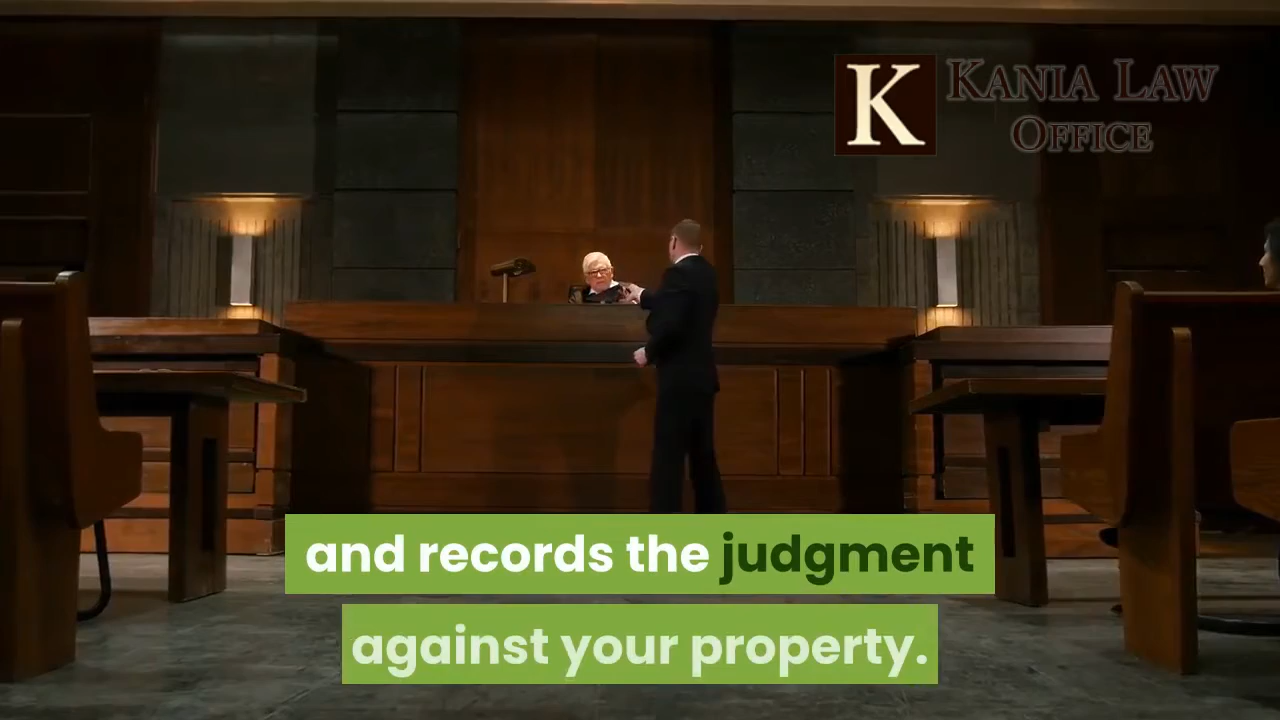 K
KANIA LAW
OFFICE
and records the judgment
against your property.